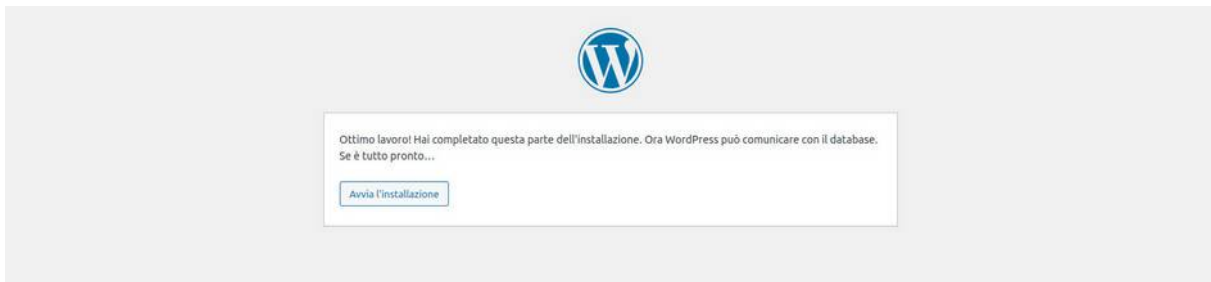 Ottimo lavoro! Hai completato questa parte dell'installazione. Ora WordPress può comunicare con il database.
Se è tutto pronto…
Avvia l'installazione